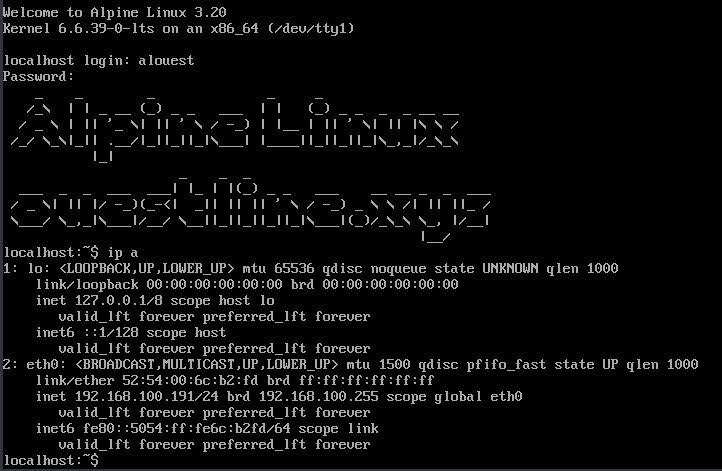 Welcome to Alpine Linux 3.20
Kernel 6.6.39-0-lts on an x86_64 (/dev/tty1)
localhost login: alouest
Password:
Alpine Linux
ouestline.xyz
localhost:~$ ip a
1: lo: <LOOPBACK,UP,LOWER_UP> mtu 65536 qdisc noqueue state UNKNOWN qlen 1000
link/loopback 00:00:00:00:00:00 brd 00:00:00:00:00:00
inet 127.0.0.1/8 scope host lo
valid_lft forever preferred_lft forever
inet6 ::1/128 scope host
valid_lft forever preferred_lft forever
2: eth0: <BROADCAST,MULTICAST,UP,LOWER_UP> mtu 1500 qdisc pfifo_fast state UP qlen 1000
link/ether 52:54:00:6c:b2:fd brd ff:ff:ff:ff:ff:ff
inet 192.168.100.191/24 brd 192.168.100.255 scope global eth0
valid_lft forever preferred_lft forever
inet6 fe80::5054:ff:fe6c:b2fd/64 scope link
valid_lft forever preferred_lft forever
localhost:~$